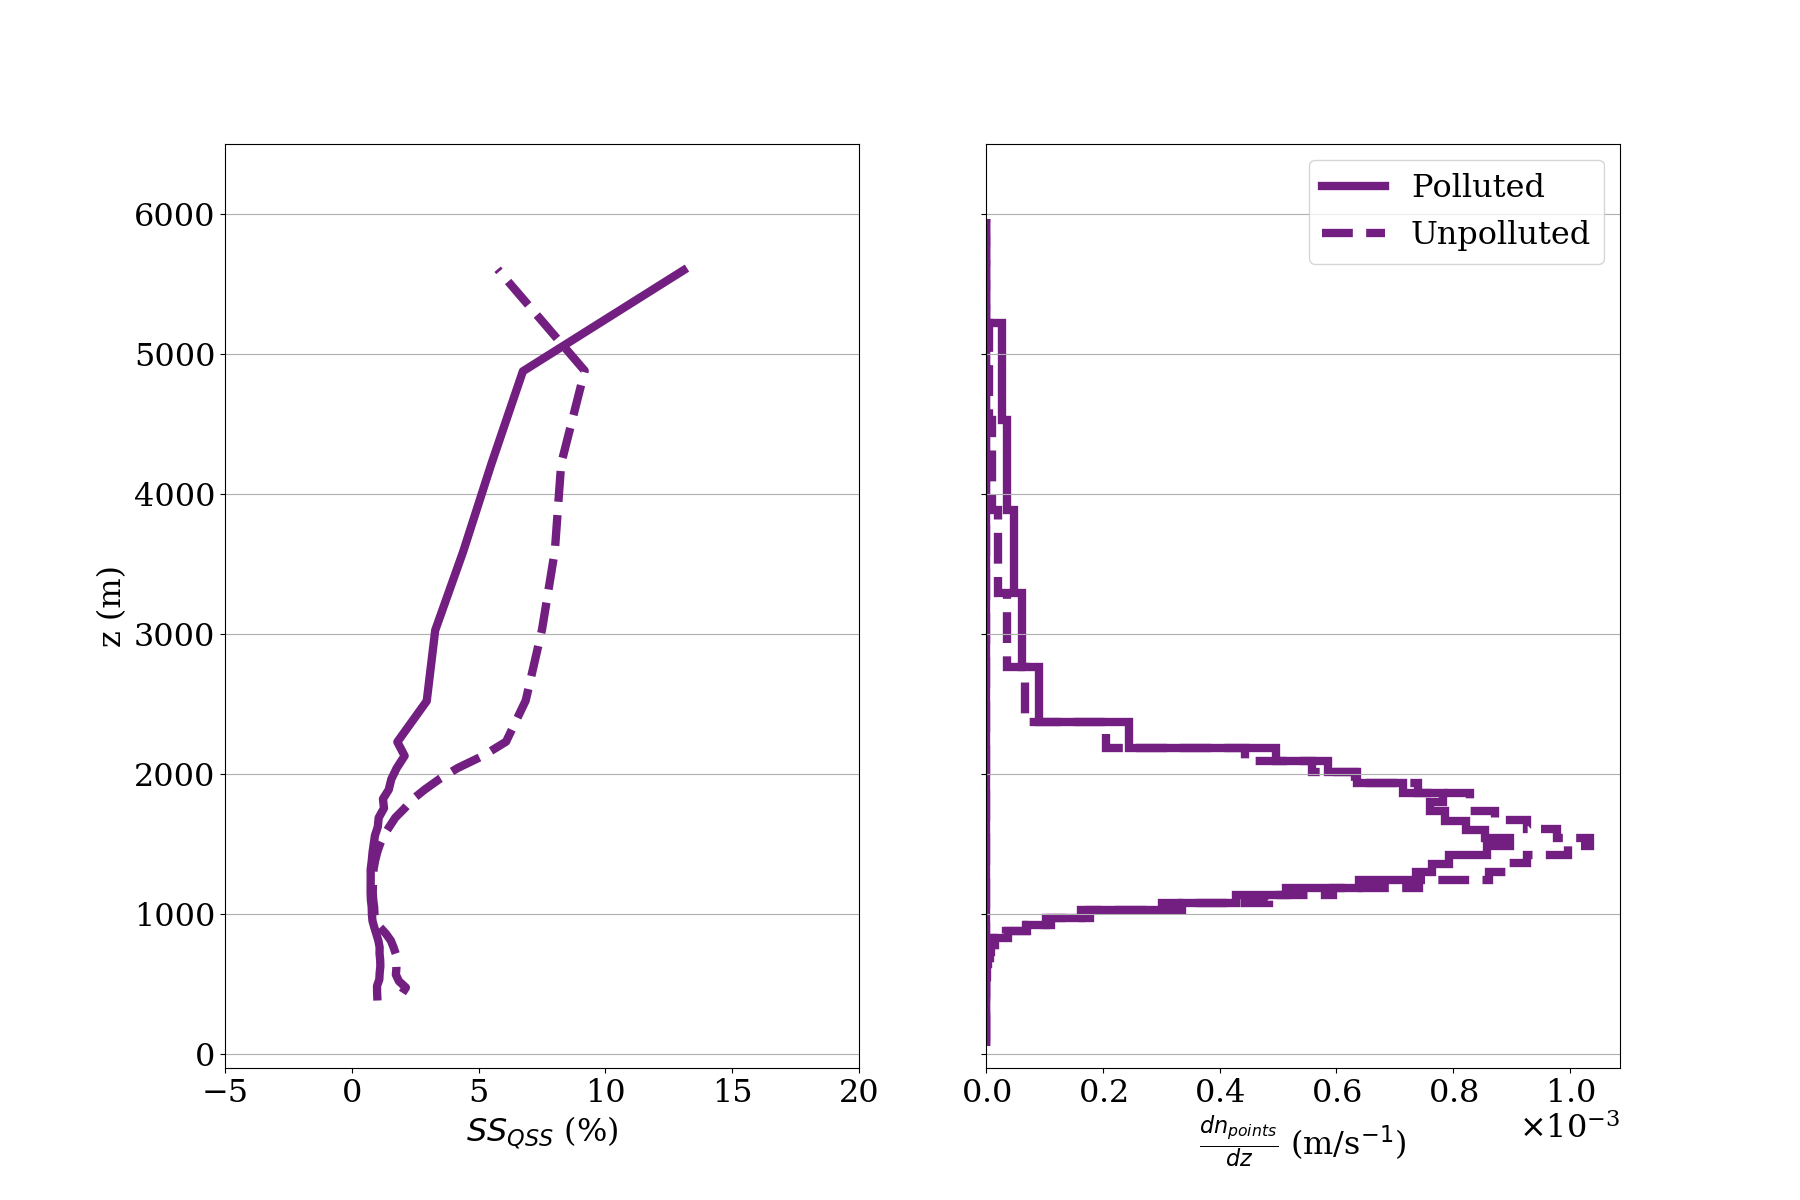 z (m)
6000
5000
4000
3000
2000
1000
0
−5 0 5 10 15 20
SS_QSS (%)
Polluted
Unpolluted
0.0 0.2 0.4 0.6 0.8 1.0
×10⁻³
dn_points/dz (m/s⁻¹)